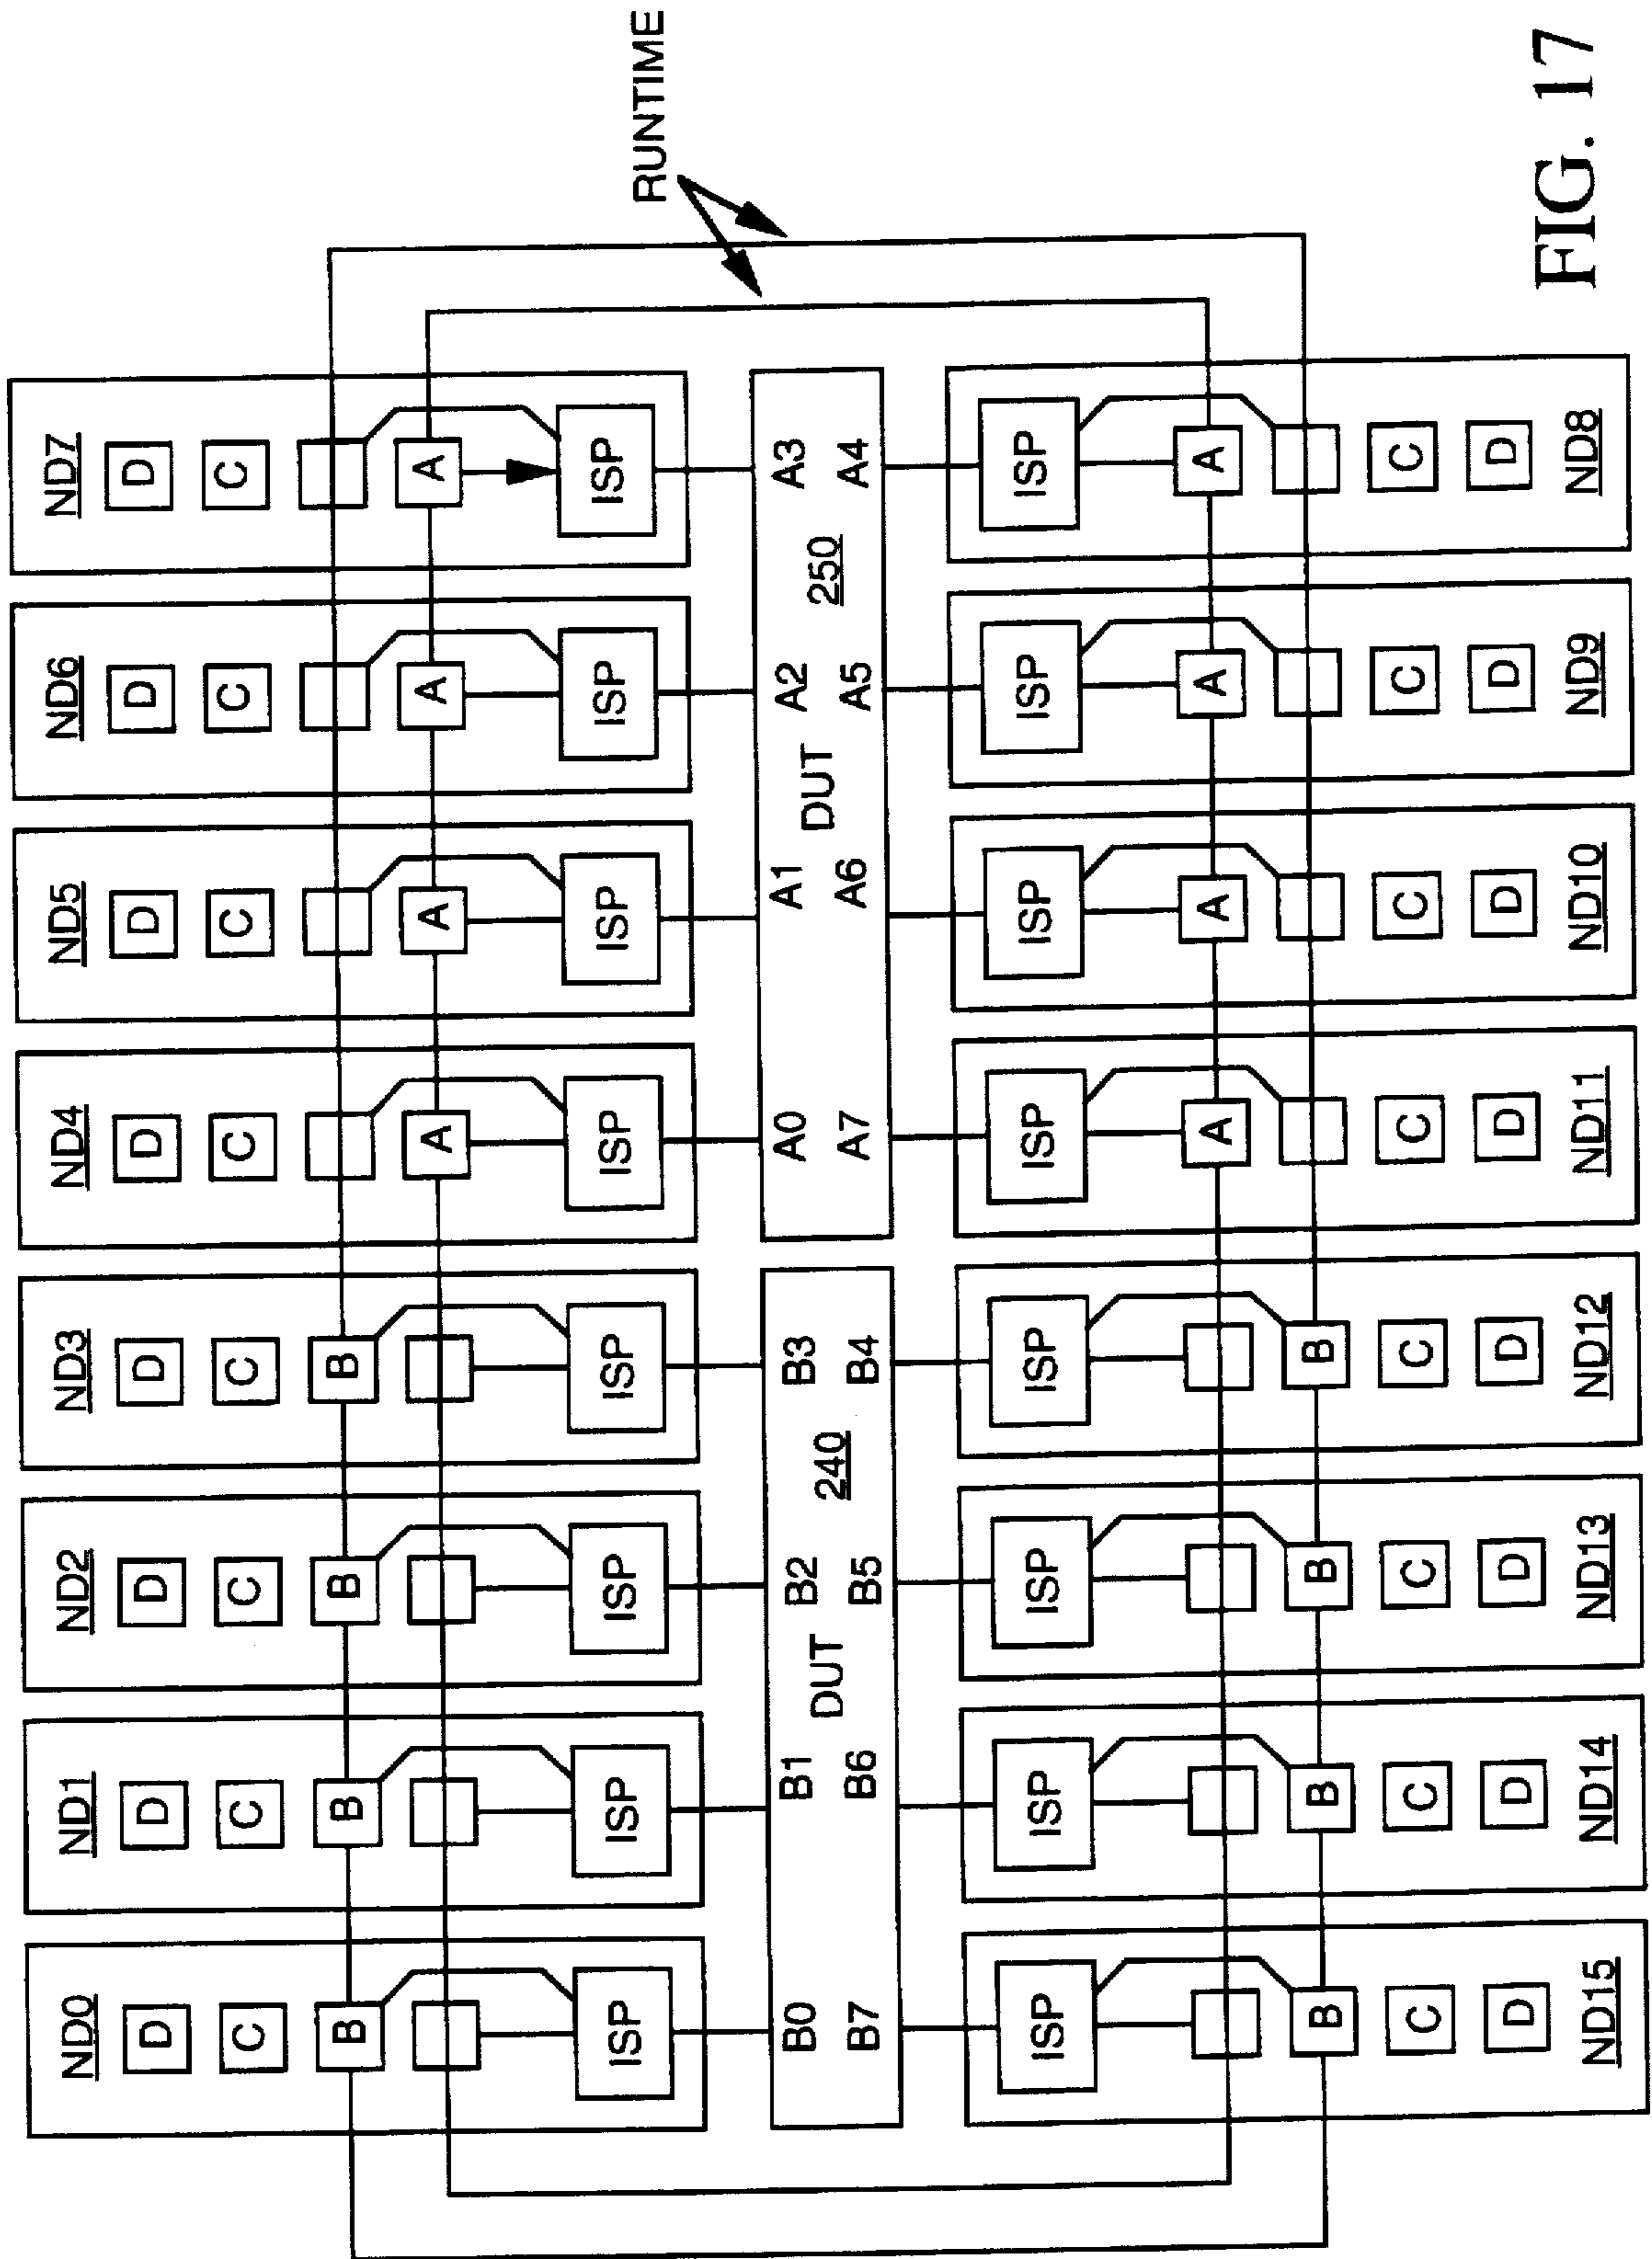 ND0 ND1 ND2 ND3 ND4 ND5 ND6 ND7
D D D D D D D D
C C C C C C C C
B B B B
A A A A
ISP ISP ISP ISP ISP ISP ISP ISP
RUNTIME
B0 B1 B2 B3 A0 A1 A2 A3
DUT 240 DUT 250
B7 B6 B5 B4 A7 A6 A5 A4
ISP ISP ISP ISP ISP ISP ISP ISP
A A A A
B B B B
C C C C C C C C
D D D D D D D D
ND15 ND14 ND13 ND12 ND11 ND10 ND9 ND8
FIG. 17